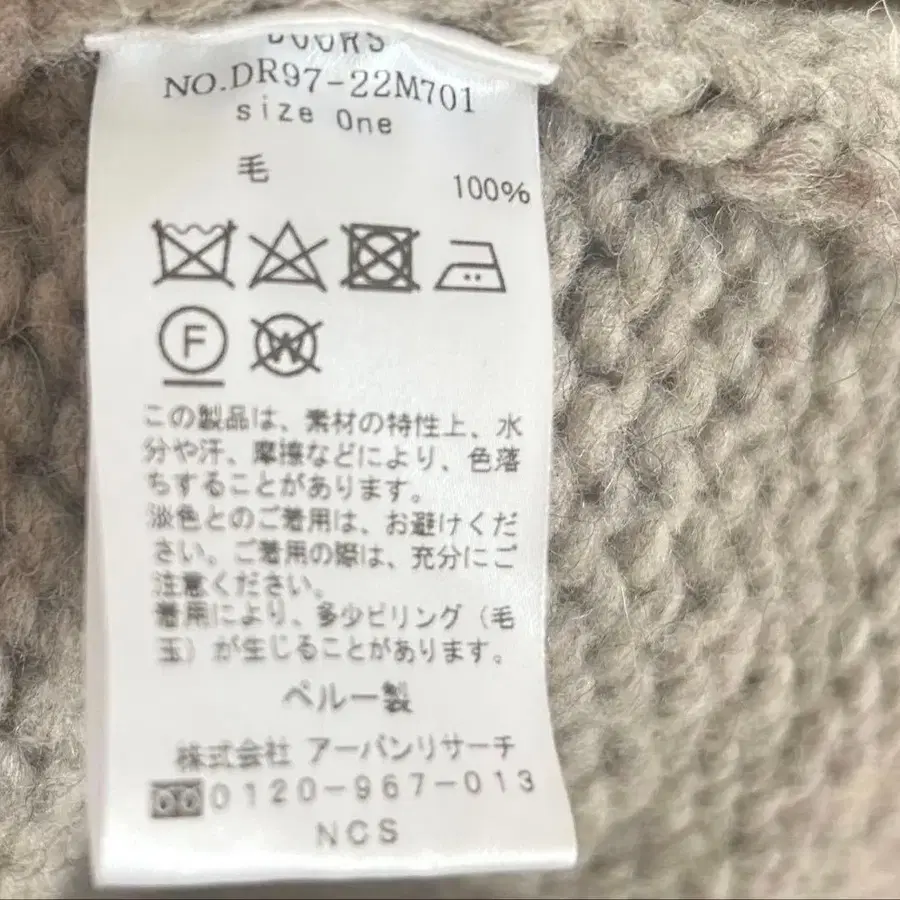 DOORS
NO.DR97-22M701
size One
毛
100%
F
W
この製品は、素材の特性上、水
分や汗、摩擦などにより、色落
ちすることがあります。
淡色とのご着用は、お避けくだ
さい。ご着用の際は、充分にご
注意ください。
着用により、多少ピリング（毛
玉）が生じることがあります。
ペルー製
株式会社 アーバンリサーチ
0120-967-013
NCS